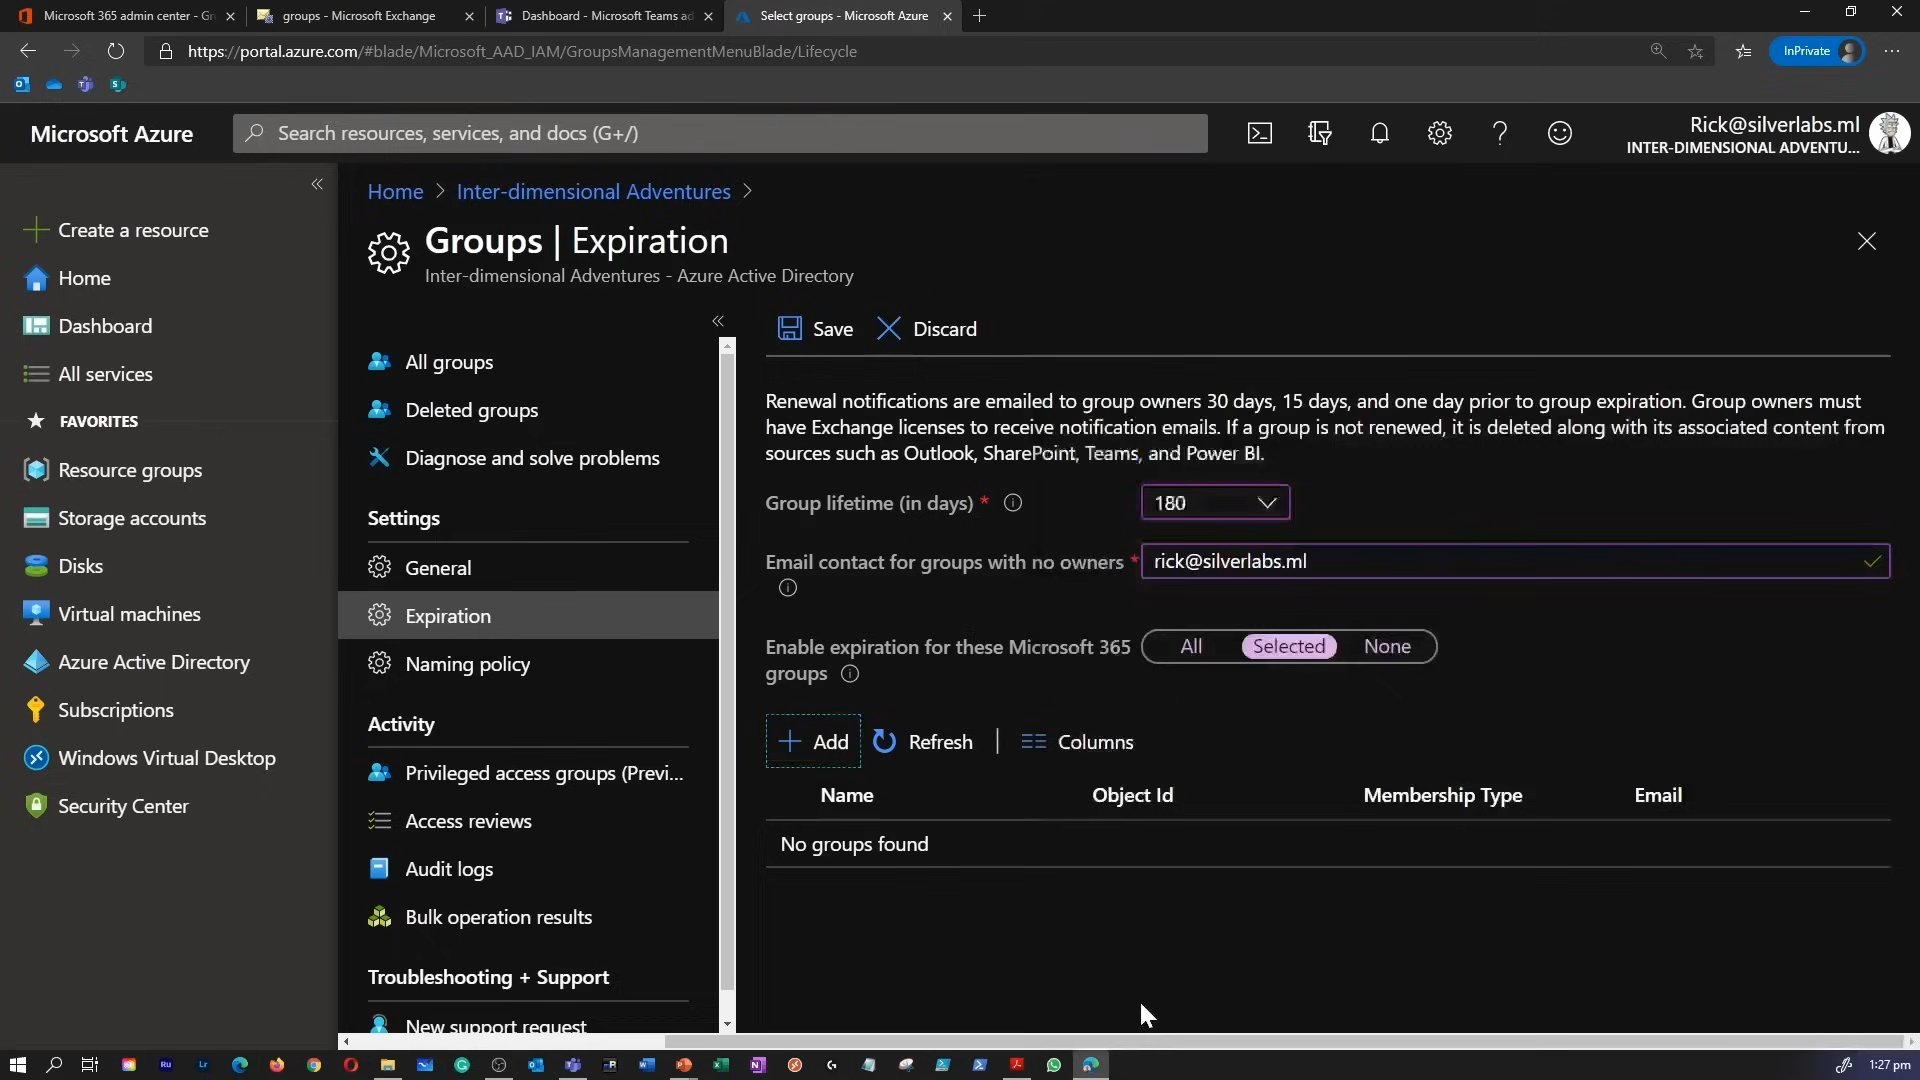 Microsoft 365 admin center - Gr
groups - Microsoft Exchange
Dashboard - Microsoft Teams ad
Select groups - Microsoft Azure
https://portal.azure.com/#blade/Microsoft_AAD_IAM/GroupsManagementMenuBlade/Lifecycle
InPrivate
Microsoft Azure
Search resources, services, and docs (G+/)
Rick@silverlabs.ml
INTER-DIMENSIONAL ADVENTU...
Create a resource
Home
Dashboard
All services
FAVORITES
Resource groups
Storage accounts
Disks
Virtual machines
Azure Active Directory
Subscriptions
Windows Virtual Desktop
Security Center
Home > Inter-dimensional Adventures >
Groups | Expiration
Inter-dimensional Adventures - Azure Active Directory
All groups
Deleted groups
Diagnose and solve problems
Settings
General
Expiration
Naming policy
Activity
Privileged access groups (Previ...
Access reviews
Audit logs
Bulk operation results
Troubleshooting + Support
New support request
Save
Discard
Renewal notifications are emailed to group owners 30 days, 15 days, and one day prior to group expiration. Group owners must
have Exchange licenses to receive notification emails. If a group is not renewed, it is deleted along with its associated content from
sources such as Outlook, SharePoint, Teams, and Power BI.
Group lifetime (in days) *
180
Email contact for groups with no owners *
rick@silverlabs.ml
Enable expiration for these Microsoft 365
groups
All
Selected
None
Add
Refresh
Columns
Name
Object Id
Membership Type
Email
No groups found
1:27 pm